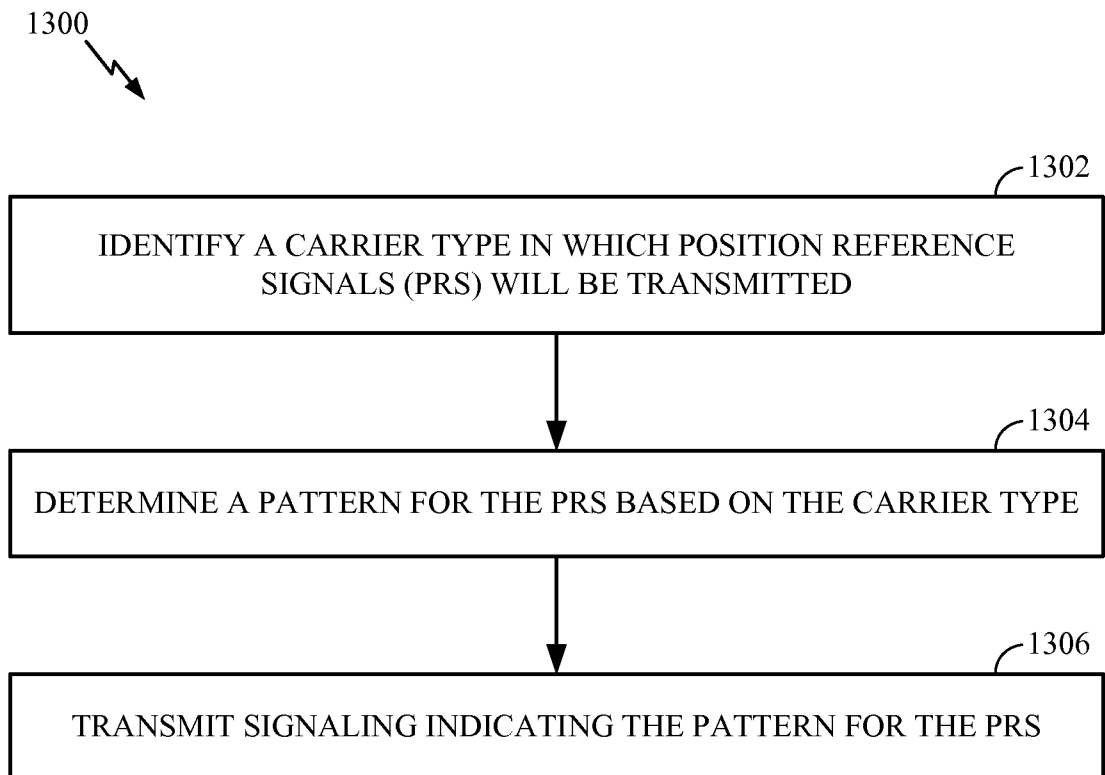 1300
1302
IDENTIFY A CARRIER TYPE IN WHICH POSITION REFERENCE
SIGNALS (PRS) WILL BE TRANSMITTED
1304
DETERMINE A PATTERN FOR THE PRS BASED ON THE CARRIER TYPE
1306
TRANSMIT SIGNALING INDICATING THE PATTERN FOR THE PRS